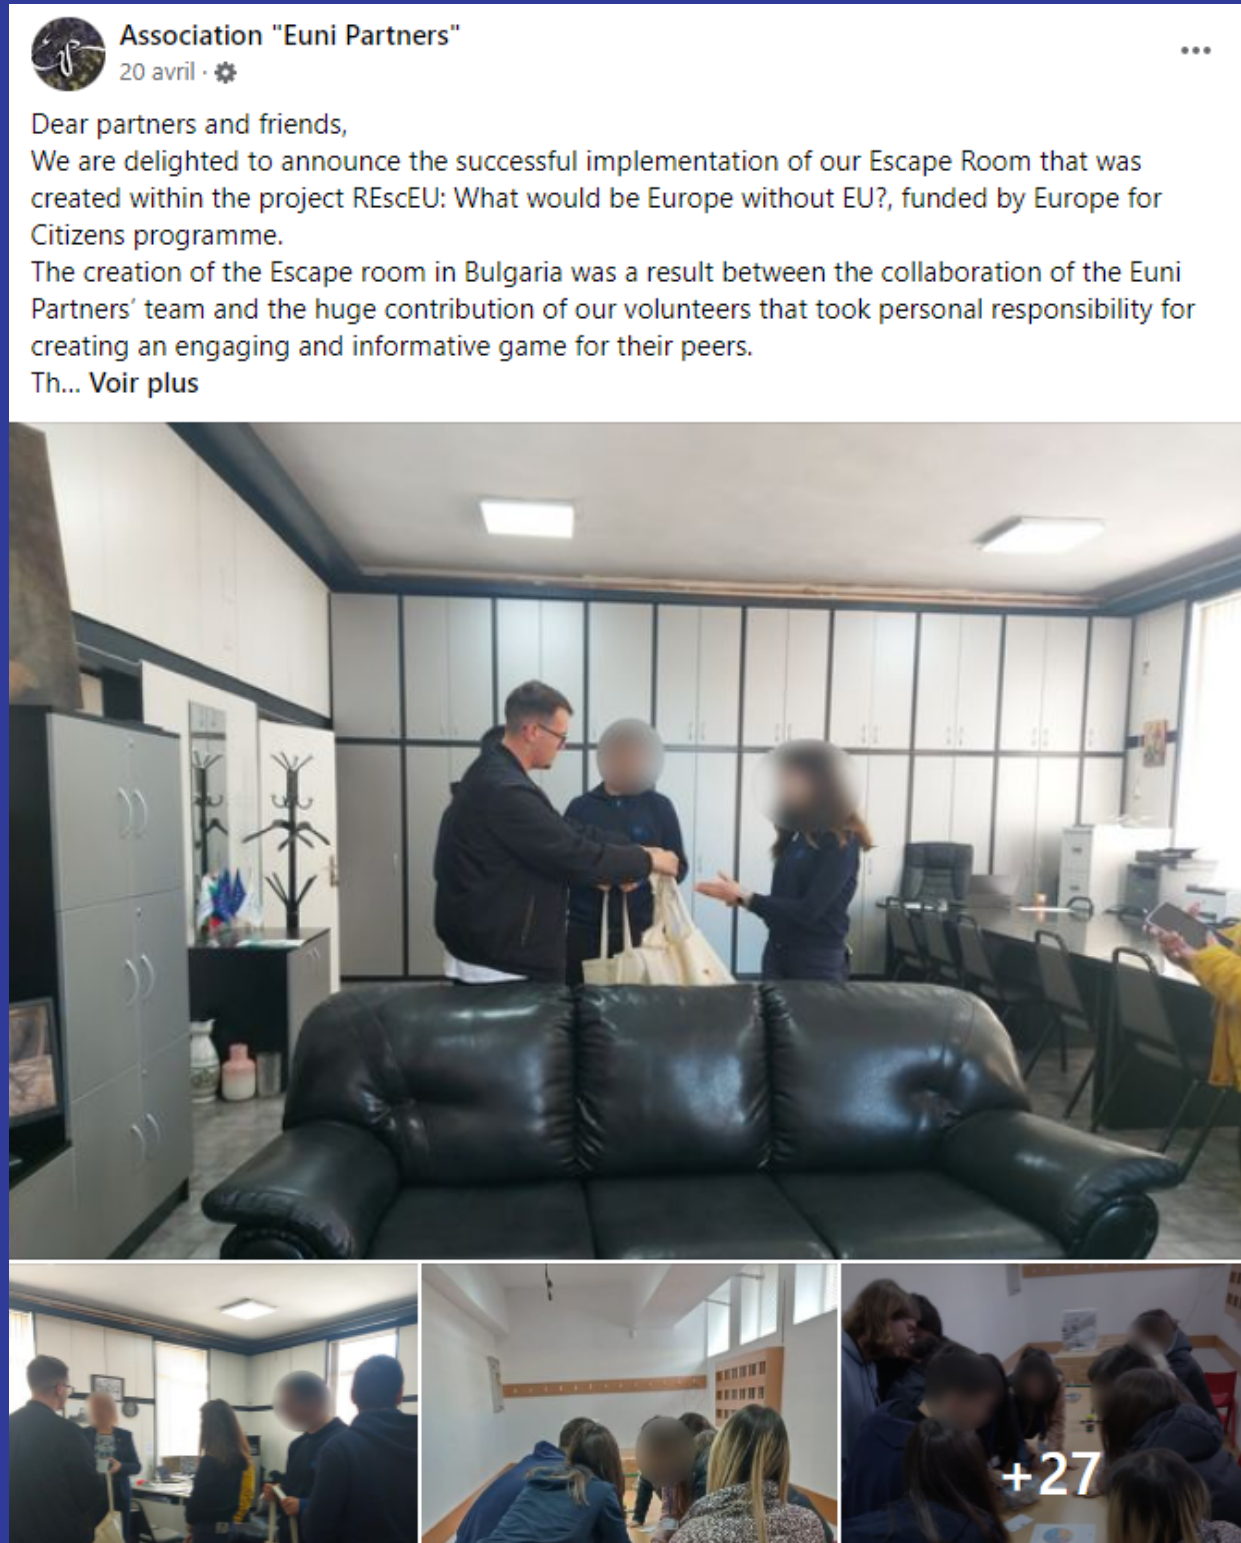 Association "Euni Partners"
20 avril ·
Dear partners and friends,
We are delighted to announce the successful implementation of our Escape Room that was
created within the project REscEU: What would be Europe without EU?, funded by Europe for
Citizens programme.
The creation of the Escape room in Bulgaria was a result between the collaboration of the Euni
Partners’ team and the huge contribution of our volunteers that took personal responsibility for
creating an engaging and informative game for their peers.
Th... Voir plus
+27